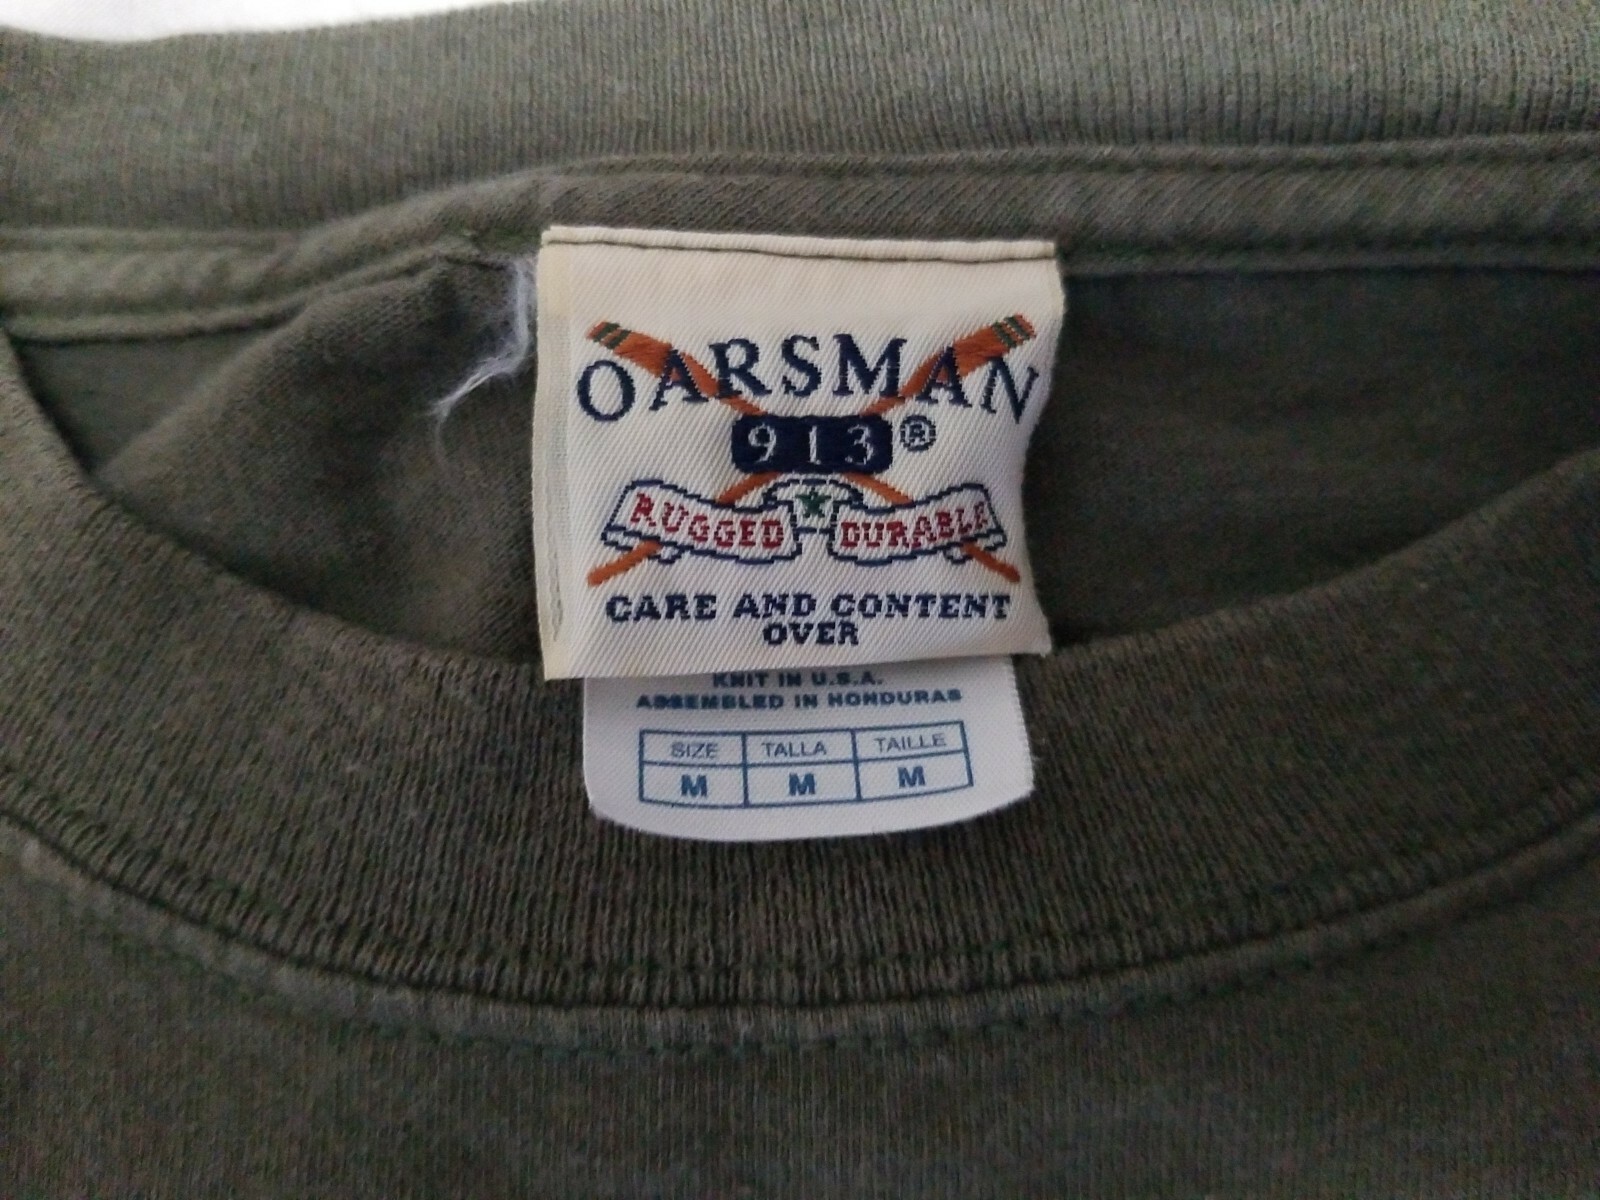 OARSMAN
913®
RUGGED DURABLE
CARE AND CONTENT
OVER
KNIT IN U.S.A.
ASSEMBLED IN HONDURAS
SIZE TALLA TAILLE
M M M